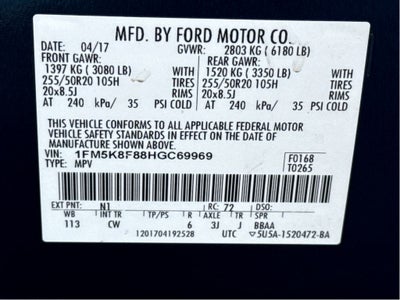 MFD. BY FORD MOTOR CO.
DATE: 04/17 GVWR: 2803 KG ( 6180 LB)
FRONT GAWR: REAR GAWR:
1397 KG ( 3080 LB) WITH 1520 KG ( 3350 LB) WITH
255/50R20 105H TIRES 255/50R20 105H TIRES
20x8.5J RIMS 20x8.5J RIMS
AT 240 kPa/ 35 PSI COLD AT 240 kPa/ 35 PSI COLD
THIS VEHICLE CONFORMS TO ALL APPLICABLE FEDERAL MOTOR
VEHICLE SAFETY STANDARDS IN EFFECT ON THE DATE OF
MANUFACTURE SHOWN ABOVE.
VIN: 1FM5K8F88HGC69969 F0168
TYPE: MPV T0265
EXT PNT: N1 RC: 72 DSO:
WB INT TR TP/PS R AXLE TR SPR
113 CW 6 3J J BBAA
1201704192528 UTC 5U5A-1520472-BA